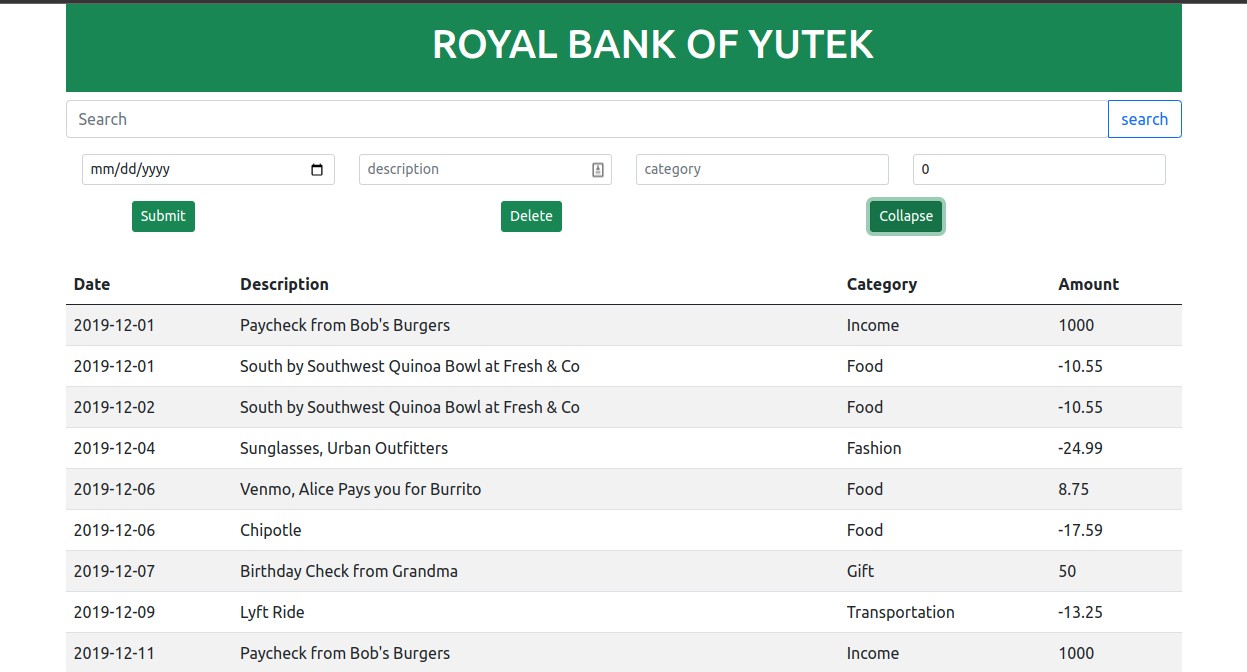 ROYAL BANK OF YUTEK
Search search
mm/dd/yyyy description category 0
Submit Delete Collapse
Date Description Category Amount
2019-12-01 Paycheck from Bob's Burgers Income 1000
2019-12-01 South by Southwest Quinoa Bowl at Fresh & Co Food -10.55
2019-12-02 South by Southwest Quinoa Bowl at Fresh & Co Food -10.55
2019-12-04 Sunglasses, Urban Outfitters Fashion -24.99
2019-12-06 Venmo, Alice Pays you for Burrito Food 8.75
2019-12-06 Chipotle Food -17.59
2019-12-07 Birthday Check from Grandma Gift 50
2019-12-09 Lyft Ride Transportation -13.25
2019-12-11 Paycheck from Bob's Burgers Income 1000